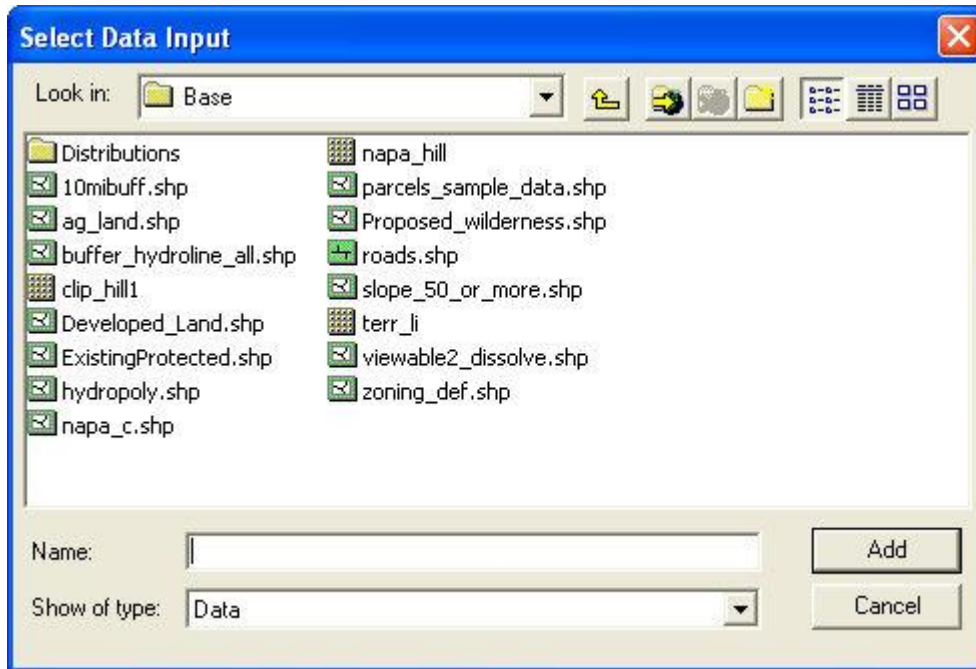 Select Data Input
Look in: Base
Distributions
10mibuff.shp
ag_land.shp
buffer_hydroline_all.shp
clip_hill1
Developed_Land.shp
ExistingProtected.shp
hydropoly.shp
napa_c.shp
napa_hill
parcels_sample_data.shp
Proposed_wilderness.shp
roads.shp
slope_50_or_more.shp
terr_li
viewable2_dissolve.shp
zoning_def.shp
Name:
Add
Show of type: Data
Cancel